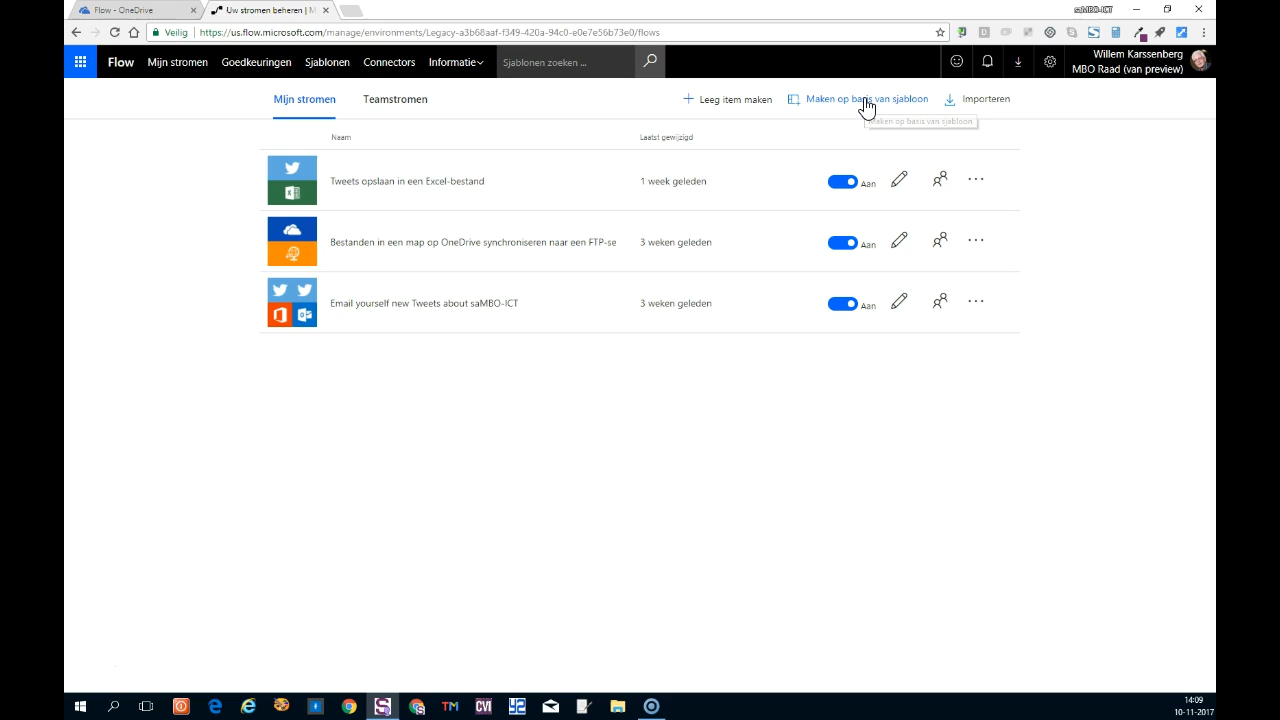 Flow - OneDrive
Uw stromen beheren | M
saMBO-ICT
Veilig
https://us.flow.microsoft.com/manage/environments/Legacy-a3b68aaf-f349-420a-94c0-e0e7e56b73e0/flows
Flow
Mijn stromen
Goedkeuringen
Sjablonen
Connectors
Informatie
Sjablonen zoeken ...
Willem Karssenberg
MBO Raad (van preview)
Mijn stromen
Teamstromen
Leeg item maken
Maken op basis van sjabloon
Importeren
Maken op basis van sjabloon
Naam
Laatst gewijzigd
Tweets opslaan in een Excel-bestand
1 week geleden
Aan
Bestanden in een map op OneDrive synchroniseren naar een FTP-se
3 weken geleden
Aan
Email yourself new Tweets about saMBO-ICT
3 weken geleden
Aan
TM
CVI
14:09
10-11-2017